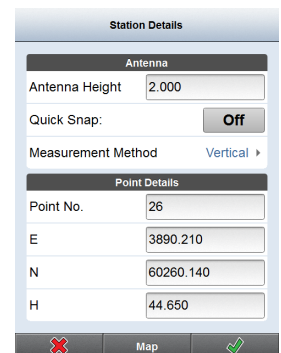 Station Details
Antenna
Antenna Height 2.000
Quick Snap: Off
Measurement Method Vertical
Point Details
Point No. 26
E 3890.210
N 60260.140
H 44.650
Map